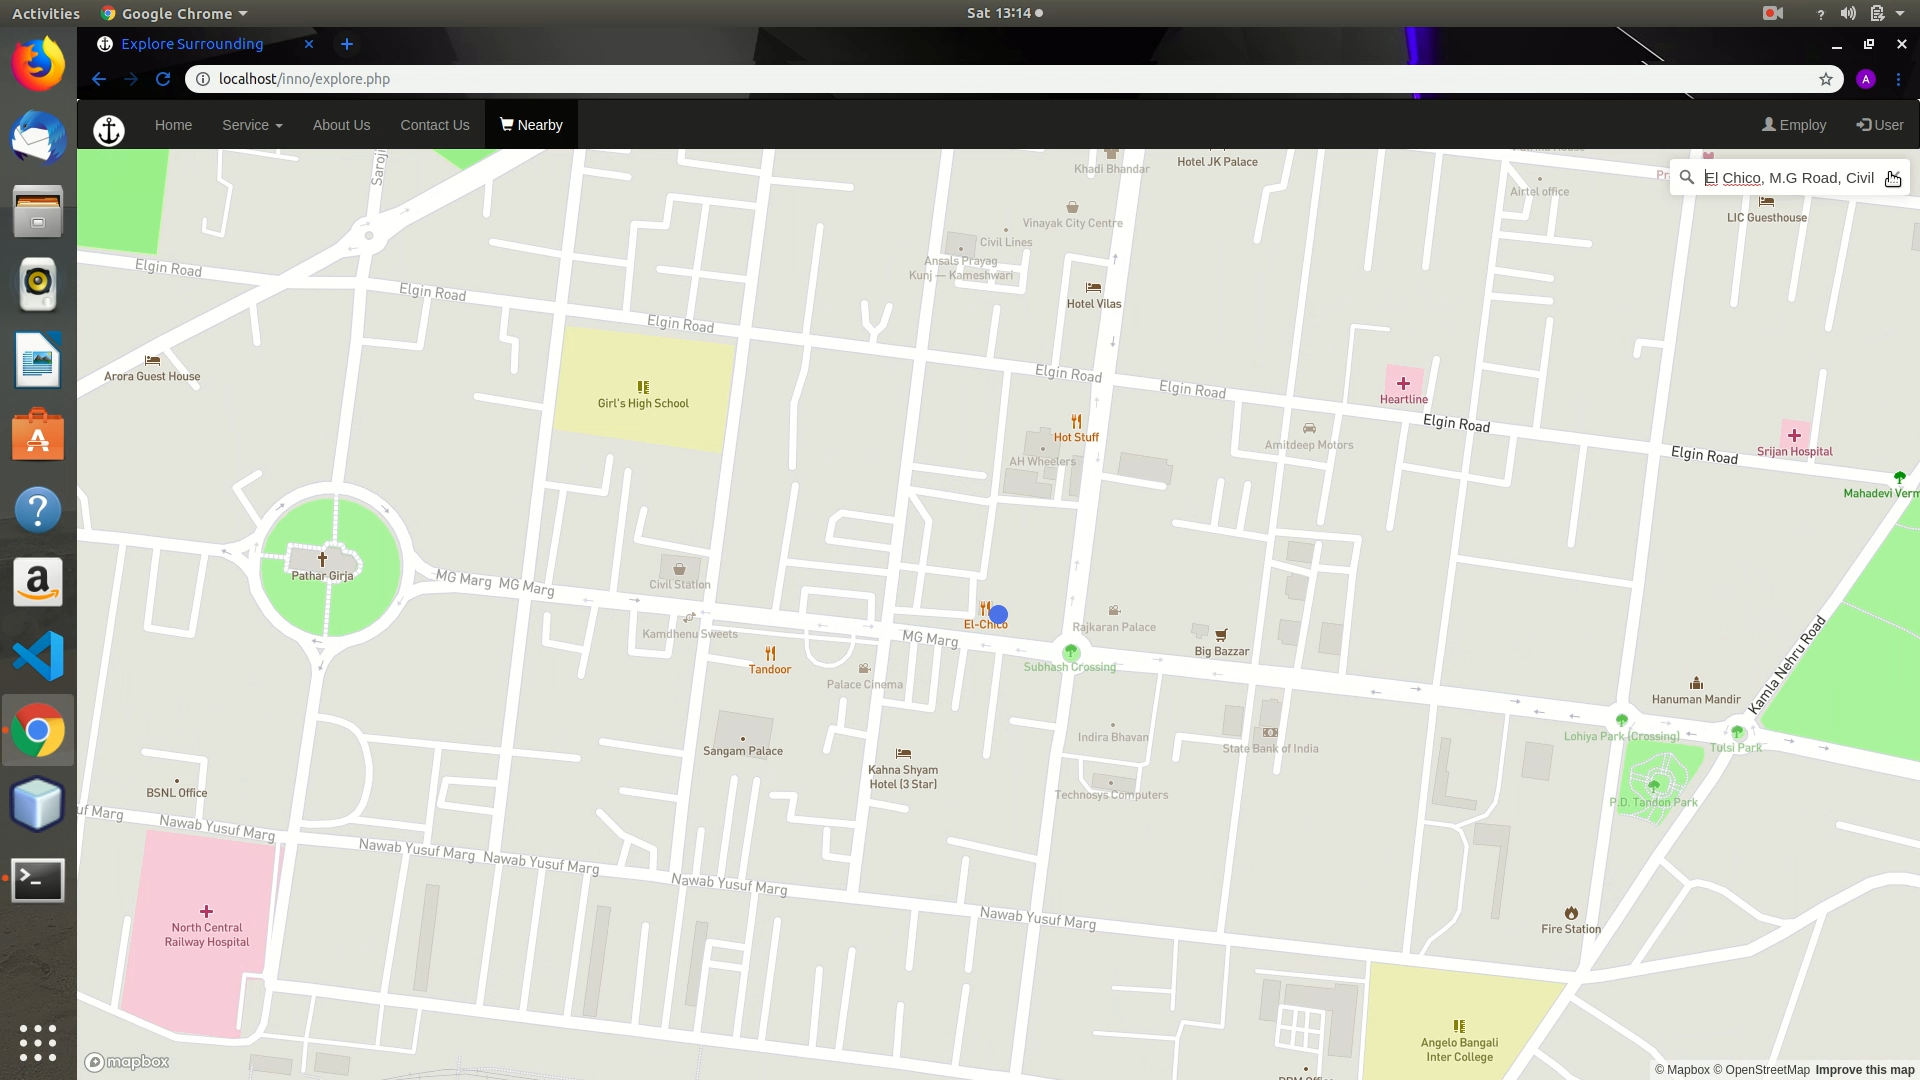 Activities
Google Chrome
Sat 13:14
Explore Surrounding
localhost/inno/explore.php
A
Home
Service
About Us
Contact Us
Nearby
Employ
User
El Chico, M.G Road, Civil
Saroj
Khadi Bhandar
Hotel JK Palace
Airtel office
LIC Guesthouse
Vinayak City Centre
Civil Lines
Ansals Prayag
Kunj — Kameshwari
Elgin Road
Elgin Road
Hotel Vilas
Elgin Road
Arora Guest House
Girl's High School
Elgin Road
Elgin Road
Heartline
Elgin Road
Hot Stuff
Amitdeep Motors
AH Wheelers
Elgin Road
Srijan Hospital
Mahadevi Verm
Pathar Girja
MG Marg
MG Marg
Civil Station
Kamdhenu Sweets
El-Chico
MG Marg
Rajkaran Palace
Big Bazzar
Tandoor
Palace Cinema
Subhash Crossing
Kamla Nehru Road
Hanuman Mandir
Sangam Palace
Indira Bhavan
State Bank of India
Lohiya Park (Crossing)
Tulsi Park
Kahna Shyam
Hotel (3 Star)
BSNL Office
Technosys Computers
P.D. Tandon Park
uf Marg
Nawab Yusuf Marg
Nawab Yusuf Marg
Nawab Yusuf Marg
Nawab Yusuf Marg
Nawab Yusuf Marg
North Central
Railway Hospital
Fire Station
Angelo Bangali
Inter College
mapbox
© Mapbox © OpenStreetMap Improve this map